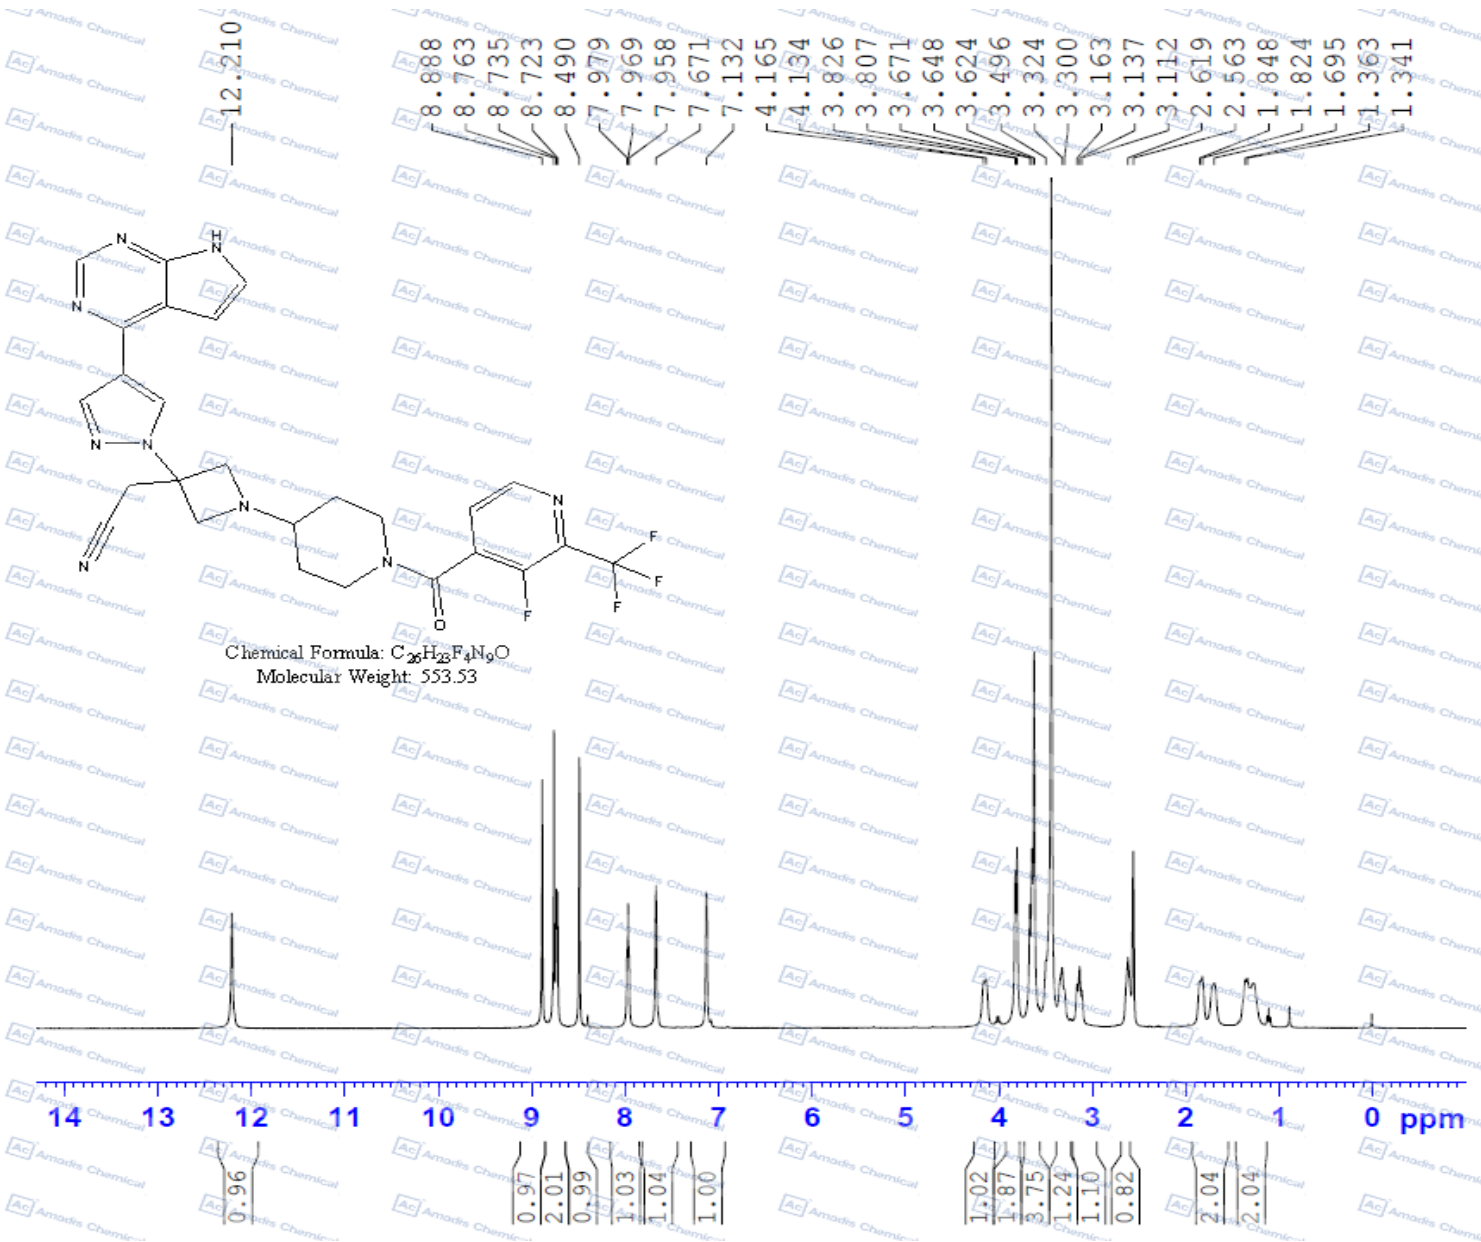 12.210
8.888
8.763
8.735
8.723
8.490
7.979
7.969
7.958
7.671
7.132
4.165
4.134
3.826
3.807
3.671
3.648
3.624
3.496
3.324
3.300
3.163
3.137
3.112
2.619
2.563
1.848
1.824
1.695
1.363
1.341
N
H
N
N
N
N
N
N
N
N
F
F
F
F
O
Chemical Formula: C26H23F4N9O
Molecular Weight: 553.53
14 13 12 11 10 9 8 7 6 5 4 3 2 1 0 ppm
0.96
0.97
2.01
0.99
1.03
1.04
1.00
1.02
1.87
3.75
1.24
1.10
0.82
2.04
2.04
Ac Amadis Chemical